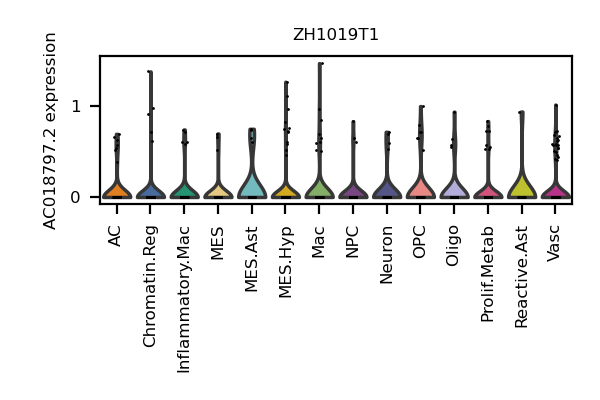 ZH1019T1
AC018797.2 expression
1
0
AC
Chromatin.Reg
Inflammatory.Mac
MES
MES.Ast
MES.Hyp
Mac
NPC
Neuron
OPC
Oligo
Prolif.Metab
Reactive.Ast
Vasc